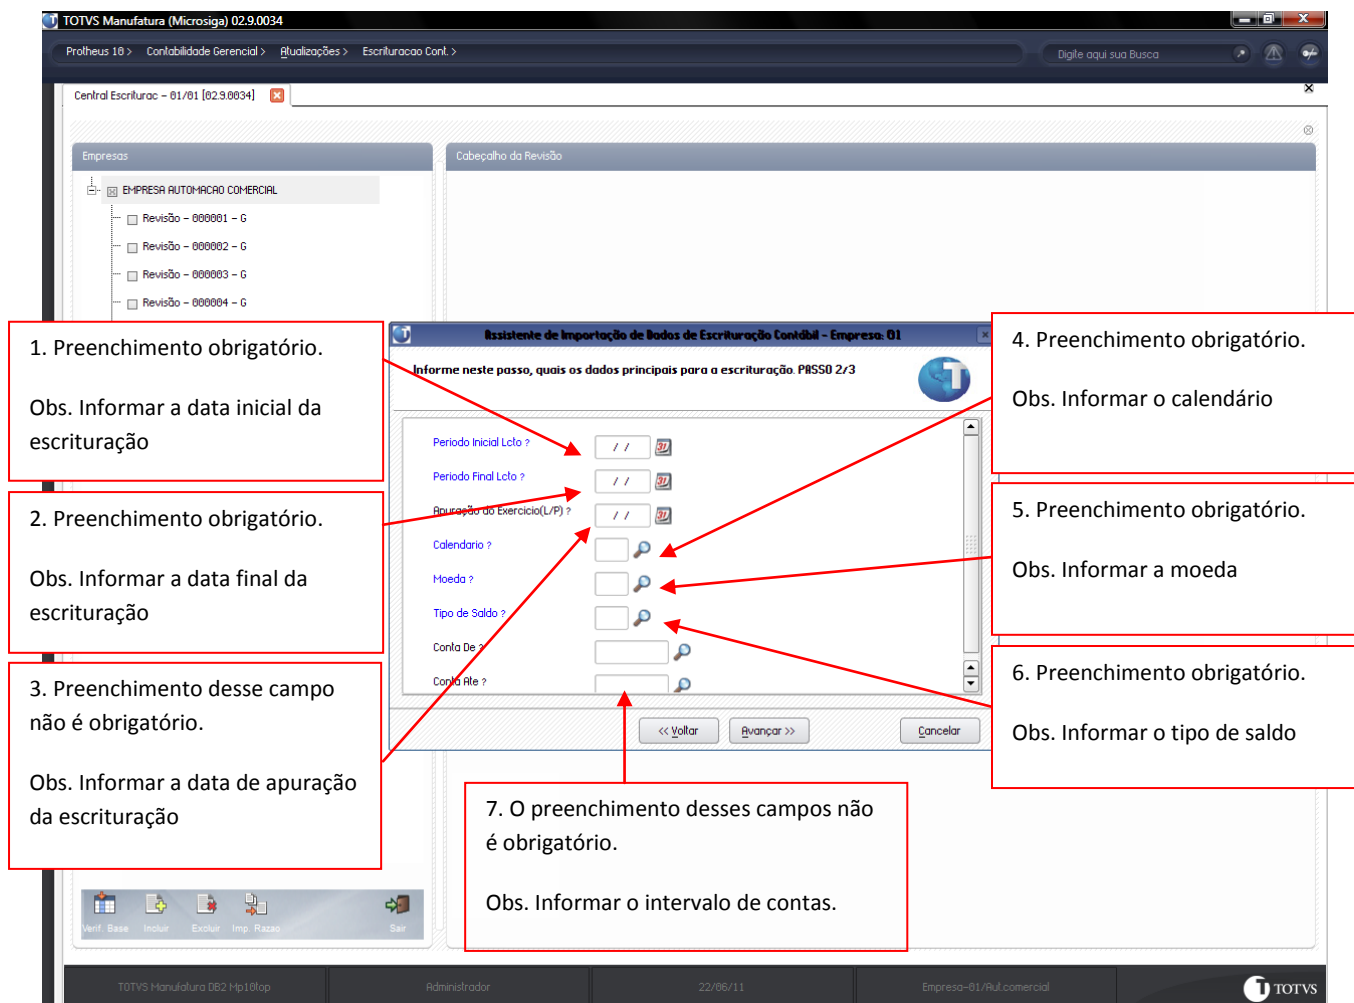 TOTVS Manufatura (Microsiga) 02.9.0034
Protheus 10 > Contabilidade Gerencial > Atualizações > Escrituracao Cont. >
Digite aqui sua Busca
Central Escriturac - 01/01 [02.9.0034]
Empresas
Cabeçalho da Revisão
EMPRESA AUTOMACAO COMERCIAL
Revisão - 000001 - G
Revisão - 000002 - G
Revisão - 000003 - G
Revisão - 000004 - G
1. Preenchimento obrigatório.
Obs. Informar a data inicial da
escrituração
2. Preenchimento obrigatório.
Obs. Informar a data final da
escrituração
3. Preenchimento desse campo
não é obrigatório.
Obs. Informar a data de apuração
da escrituração
Assistente de Importação de Dados de Escrituração Contábil - Empresa: 01
Informe neste passo, quais os dados principais para a escrituração. PASSO 2/3
Periodo Inicial Lcto ?
/ /
31
Periodo Final Lcto ?
/ /
31
Apuração do Exercicio(L/P) ?
/ /
31
Calendario ?
Moeda ?
Tipo de Saldo ?
Conta De ?
Conta Ate ?
<< Voltar
Avançar >>
Cancelar
4. Preenchimento obrigatório.
Obs. Informar o calendário
5. Preenchimento obrigatório.
Obs. Informar a moeda
6. Preenchimento obrigatório.
Obs. Informar o tipo de saldo
7. O preenchimento desses campos não
é obrigatório.
Obs. Informar o intervalo de contas.
Verif. Base
Incluir
Excluir
Imp. Razao
Sair
TOTVS Manufatura DB2 Mp10top
Administrador
22/06/11
Empresa-01/Aut.comercial
TOTVS